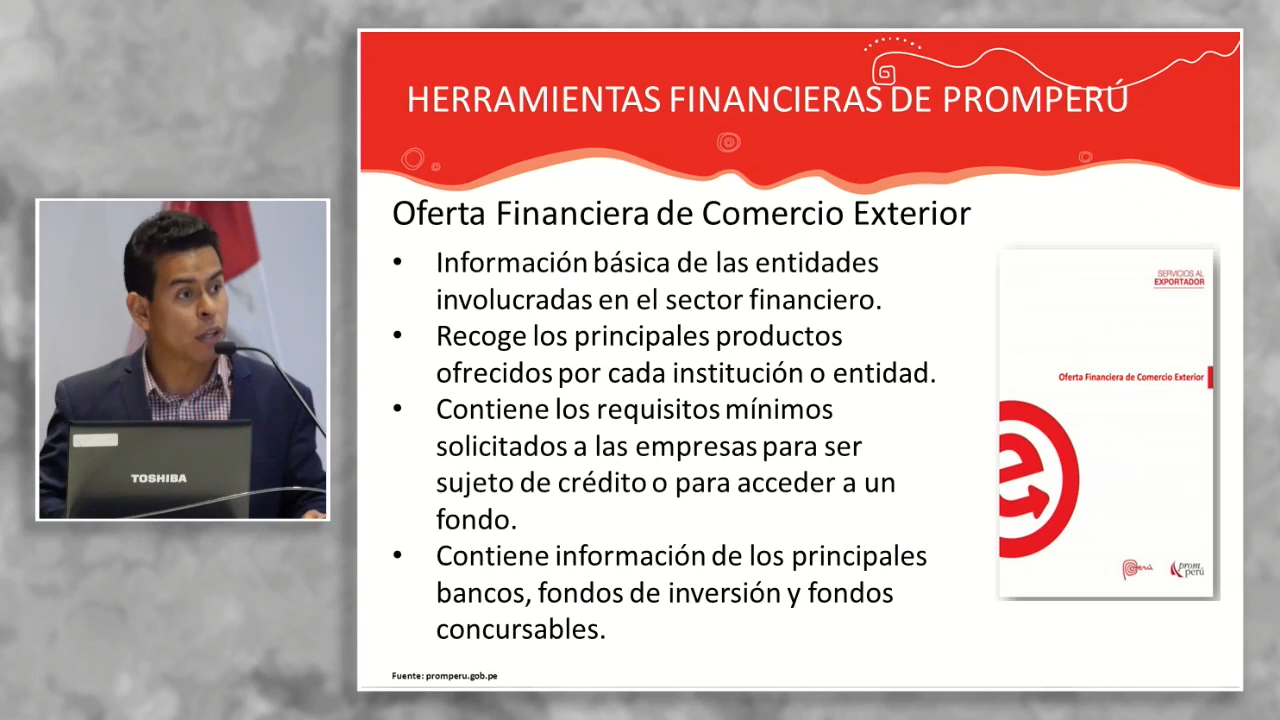 HERRAMIENTAS FINANCIERAS DE PROMPERÚ
Oferta Financiera de Comercio Exterior
• Información básica de las entidades
involucradas en el sector financiero.
• Recoge los principales productos
ofrecidos por cada institución o entidad.
• Contiene los requisitos mínimos
solicitados a las empresas para ser
sujeto de crédito o para acceder a un
fondo.
• Contiene información de los principales
bancos, fondos de inversión y fondos
concursables.
Fuente: promperu.gob.pe
SERVICIOS AL
EXPORTADOR
Oferta Financiera de Comercio Exterior
e
Perú
prom
perú
TOSHIBA